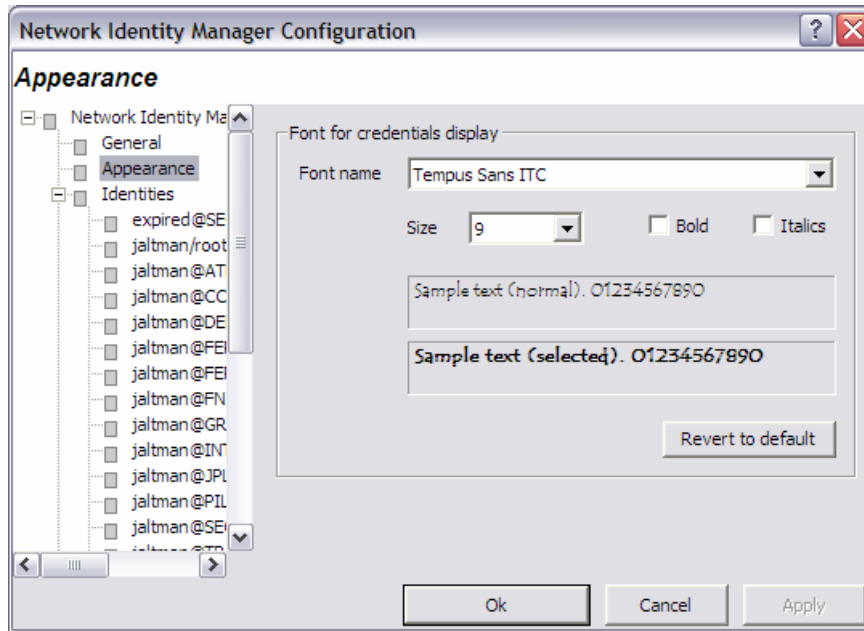 Network Identity Manager Configuration
Appearance
Network Identity Ma
General
Appearance
Identities
expired@SE
jaltman/root
jaltman@AT
jaltman@CC
jaltman@DE
jaltman@FE
jaltman@FE
jaltman@FN
jaltman@GR
jaltman@IN
jaltman@JPL
jaltman@PIL
jaltman@SE
Font for credentials display
Font name Tempus Sans ITC
Size 9 Bold Italics
Sample text (normal). 01234567890
Sample text (selected). 01234567890
Revert to default
Ok Cancel Apply